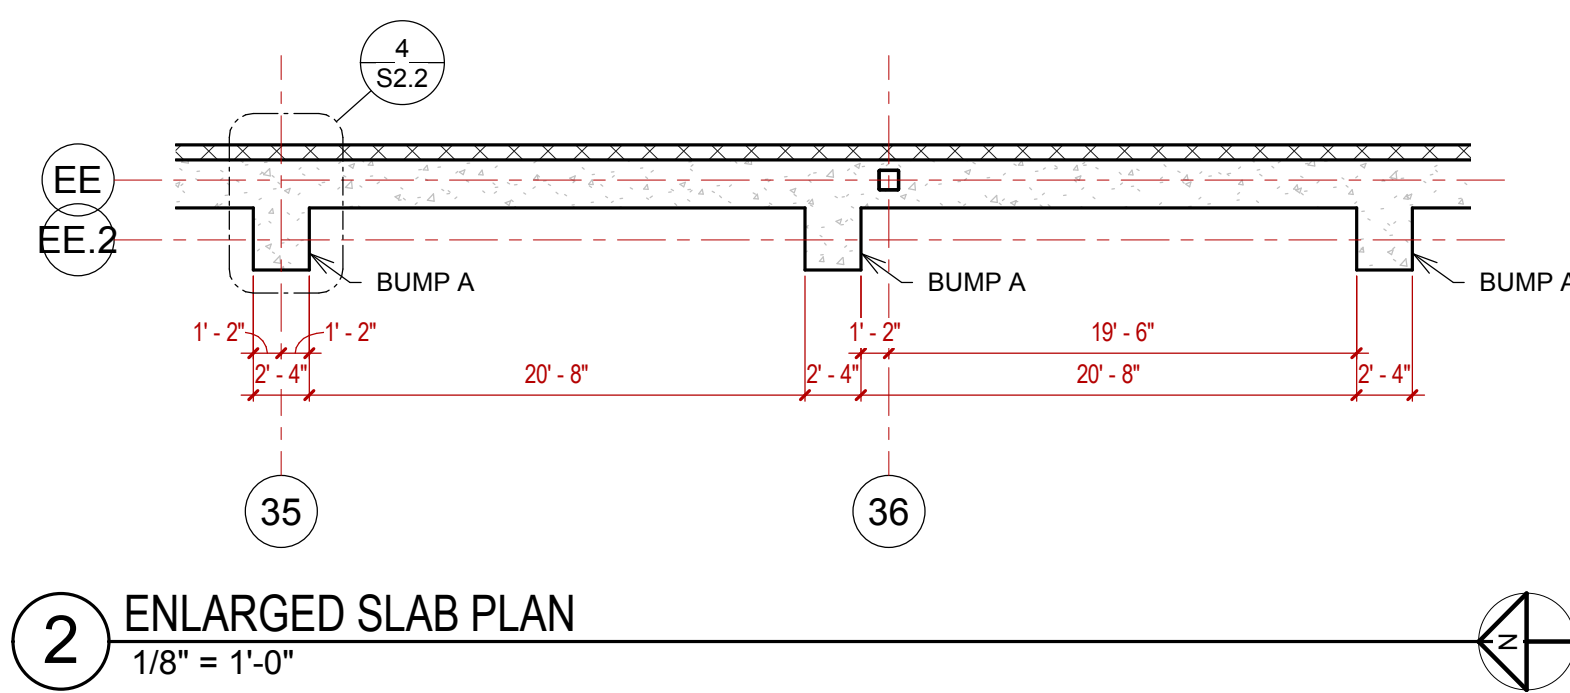 4
S2.2
EE
EE.2
BUMP A
BUMP A
BUMP A
1' - 2" 1' - 2" 1' - 2" 19' - 6"
2' - 4" 20' - 8" 2' - 4" 20' - 8" 2' - 4"
35 36
2 ENLARGED SLAB PLAN
1/8" = 1'-0"
N